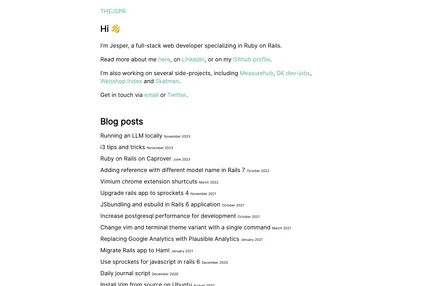 THEJSPR
Hi 👋
I'm Jesper, a full-stack web developer specializing in Ruby on Rails.
Read more about me here, on LinkedIn, or on my Github profile.
I'm also working on several side-projects, including Measurehub, DK dev-jobs,
Webshop Index and Skatman.
Get in touch via email or Twitter.
Blog posts
Running an LLM locally November 2023
i3 tips and tricks November 2023
Ruby on Rails on Caprover June 2023
Adding reference with different model name in Rails 7 October 2022
Vimium chrome extension shurtcuts March 2022
Upgrade rails app to sprockets 4 November 2021
JSbundling and esbuild in Rails 6 application October 2021
Increase postgresql performance for development October 2021
Change vim and terminal theme variant with a single command March 2021
Replacing Google Analytics with Plausible Analytics January 2021
Migrate Rails app to Haml January 2021
Use sprockets for javascript in rails 6 December 2020
Daily journal script December 2020
Install Vim from source on Ubuntu August 2020